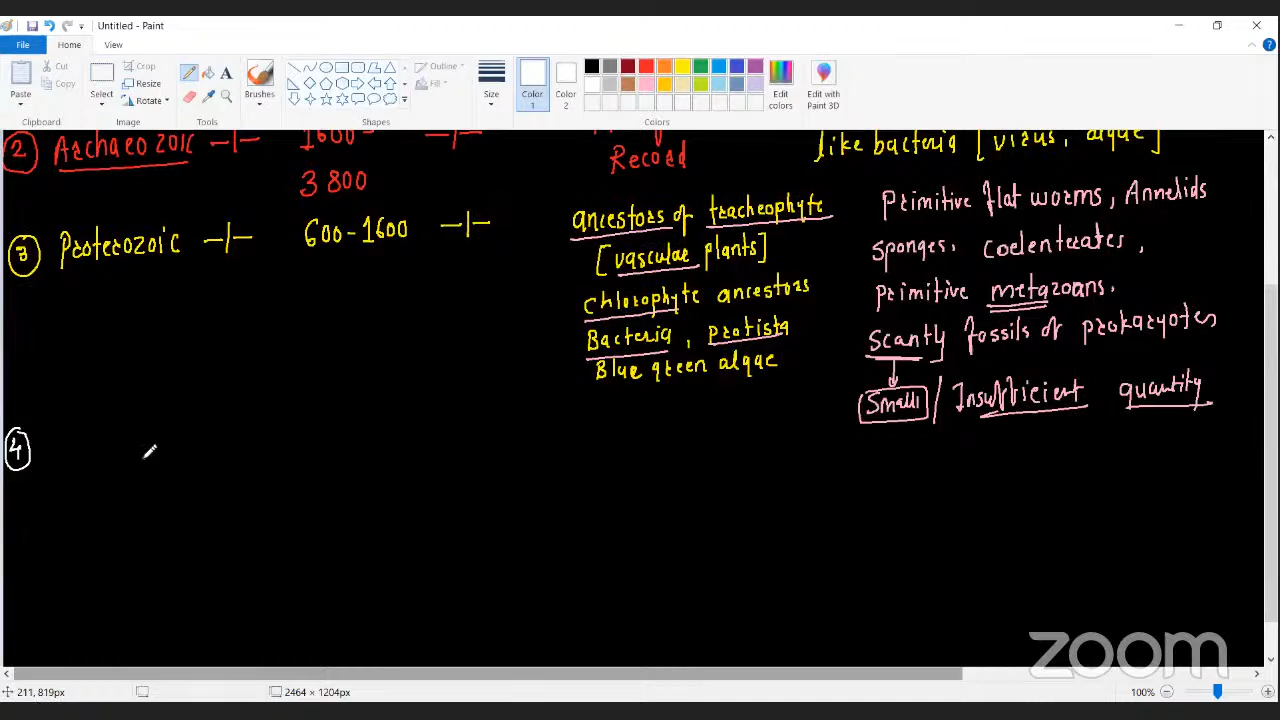 Untitled - Paint
File Home View
Cut
Copy
Paste
Select
Crop
Resize
Rotate
Brushes
Outline
Fill
Size
Color 1
Color 2
Edit colors
Edit with Paint 3D
Clipboard Image Tools Shapes Colors
2 Archaeozoic -|- 1600 - -|-
3800
Record
like bacteria [virus, algae]
3 Proterozoic -|- 600-1600 -|-
ancestors of tracheophyte
[vascular plants]
chlorophyte ancestors
Bacteria, protista
Blue green algae
Primitive flat worms, Annelids
sponges, coelenterates,
primitive metazoans.
scanty fossils of prokaryotes
Small / Insufficient quantity
4
zoom
211, 819px
2464 × 1204px
100%